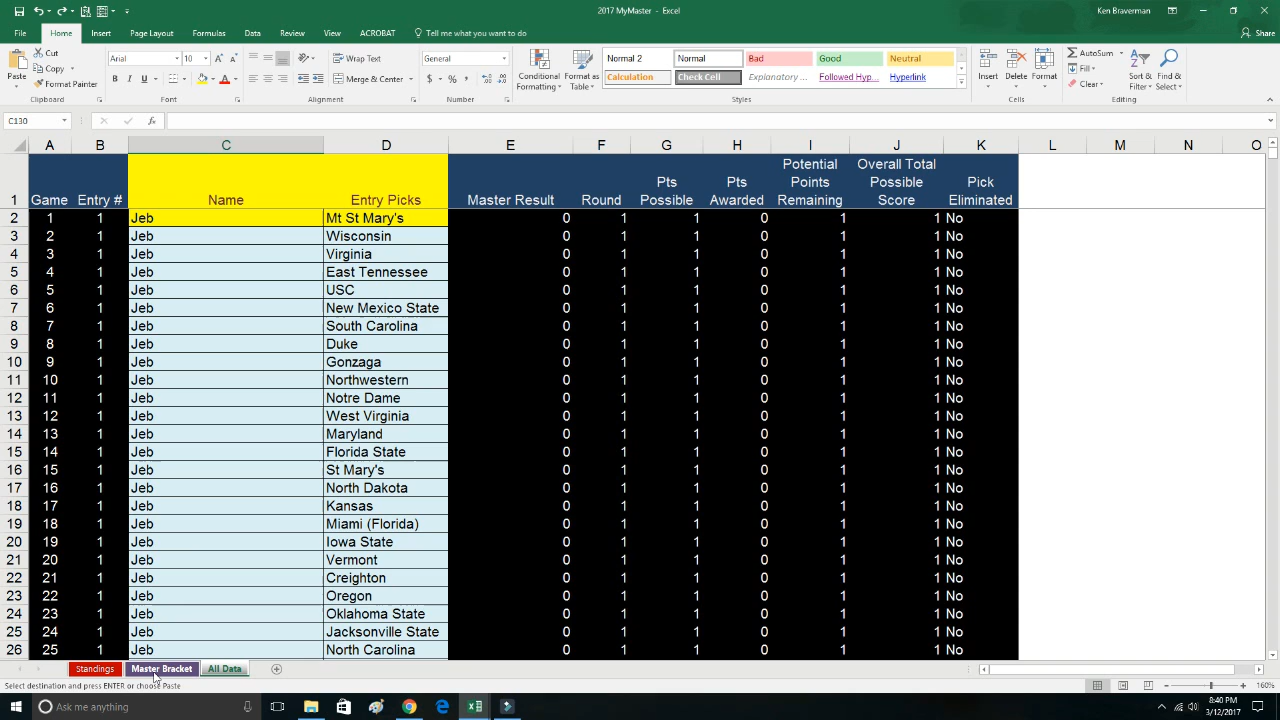 2017 MyMaster - Excel
Ken Braverman
File Home Insert Page Layout Formulas Data Review View ACROBAT Tell me what you want to do Share
Paste Cut Copy Format Painter Clipboard
Arial 10 B I U A Font
Wrap Text Merge & Center Alignment
General $ % , Number
Conditional Formatting Format as Table
Normal 2 Normal Bad Good Neutral
Calculation Check Cell Explanatory ... Followed Hyp... Hyperlink
Styles
Insert Delete Format Cells
AutoSum Fill Clear Sort & Filter Find & Select Editing
C130 fx
A B C D E F G H I J K L M N O
1 Game Entry # Name Entry Picks Master Result Round Pts Possible Pts Awarded Potential Points Remaining Overall Total Possible Score Pick Eliminated
2 1 1 Jeb Mt St Mary's 0 1 1 0 1 1 No
3 2 1 Jeb Wisconsin 0 1 1 0 1 1 No
4 3 1 Jeb Virginia 0 1 1 0 1 1 No
5 4 1 Jeb East Tennessee 0 1 1 0 1 1 No
6 5 1 Jeb USC 0 1 1 0 1 1 No
7 6 1 Jeb New Mexico State 0 1 1 0 1 1 No
8 7 1 Jeb South Carolina 0 1 1 0 1 1 No
9 8 1 Jeb Duke 0 1 1 0 1 1 No
10 9 1 Jeb Gonzaga 0 1 1 0 1 1 No
11 10 1 Jeb Northwestern 0 1 1 0 1 1 No
12 11 1 Jeb Notre Dame 0 1 1 0 1 1 No
13 12 1 Jeb West Virginia 0 1 1 0 1 1 No
14 13 1 Jeb Maryland 0 1 1 0 1 1 No
15 14 1 Jeb Florida State 0 1 1 0 1 1 No
16 15 1 Jeb St Mary's 0 1 1 0 1 1 No
17 16 1 Jeb North Dakota 0 1 1 0 1 1 No
18 17 1 Jeb Kansas 0 1 1 0 1 1 No
19 18 1 Jeb Miami (Florida) 0 1 1 0 1 1 No
20 19 1 Jeb Iowa State 0 1 1 0 1 1 No
21 20 1 Jeb Vermont 0 1 1 0 1 1 No
22 21 1 Jeb Creighton 0 1 1 0 1 1 No
23 22 1 Jeb Oregon 0 1 1 0 1 1 No
24 23 1 Jeb Oklahoma State 0 1 1 0 1 1 No
25 24 1 Jeb Jacksonville State 0 1 1 0 1 1 No
26 25 1 Jeb North Carolina 0 1 1 0 1 1 No
Standings Master Bracket All Data
Select destination and press ENTER or choose Paste
160%
Ask me anything
8:40 PM
3/12/2017